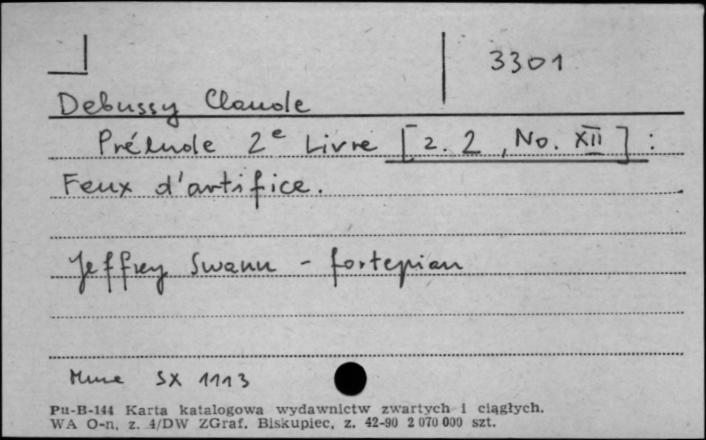 3301
Debussy Claude
Prélude 2e Livre [z. 2, No. XII] :
Feux d'artifice.
Jeffrey Swann - fortepian
Muza SX 1113
Pu-B-144 Karta katalogowa wydawnictw zwartych i ciągłych.
WA O-n, z. 4/DW ZGraf. Biskupiec, z. 42-90 2 070 000 szt.